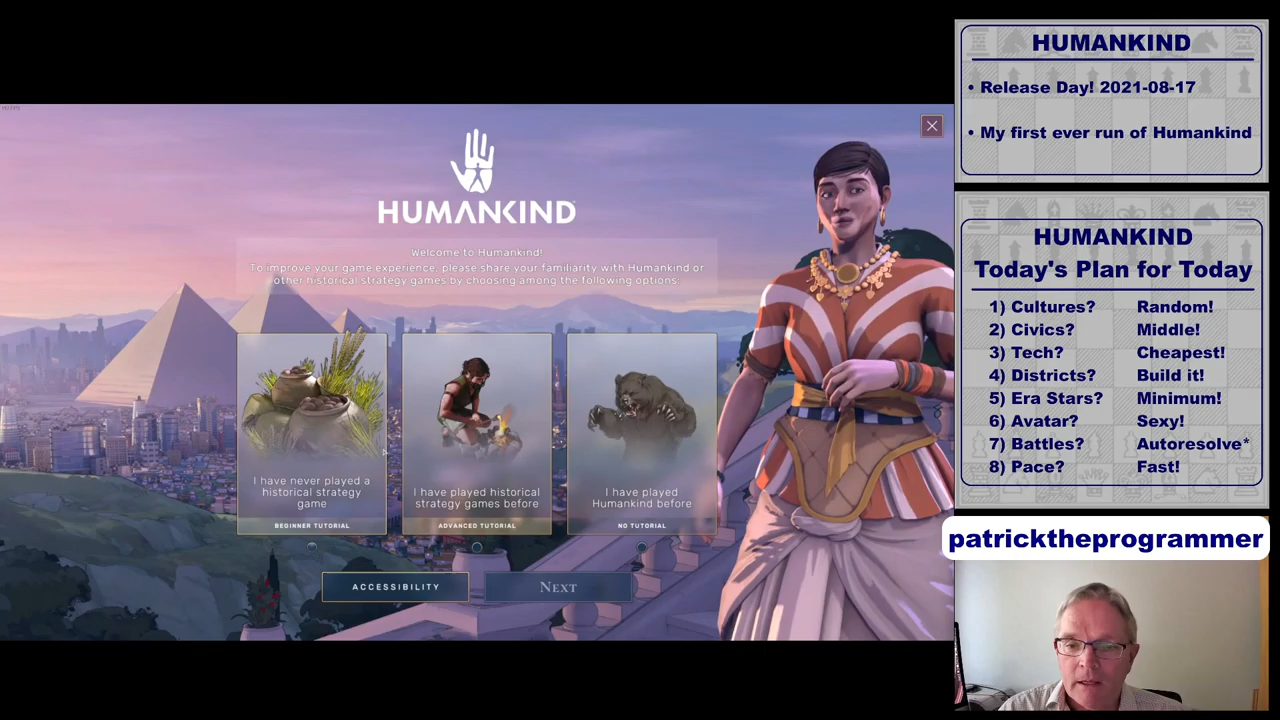 HUMANKIND
Welcome to Humankind!
To improve your game experience, please share your familiarity with Humankind or
other historical strategy games by choosing among the following options:
I have never played a
historical strategy
game
BEGINNER TUTORIAL
I have played historical
strategy games before
ADVANCED TUTORIAL
I have played
Humankind before
NO TUTORIAL
ACCESSIBILITY
NEXT
HUMANKIND
• Release Day! 2021-08-17
• My first ever run of Humankind
HUMANKIND
Today's Plan for Today
1) Cultures? Random!
2) Civics? Middle!
3) Tech? Cheapest!
4) Districts? Build it!
5) Era Stars? Minimum!
6) Avatar? Sexy!
7) Battles? Autoresolve*
8) Pace? Fast!
patricktheprogrammer